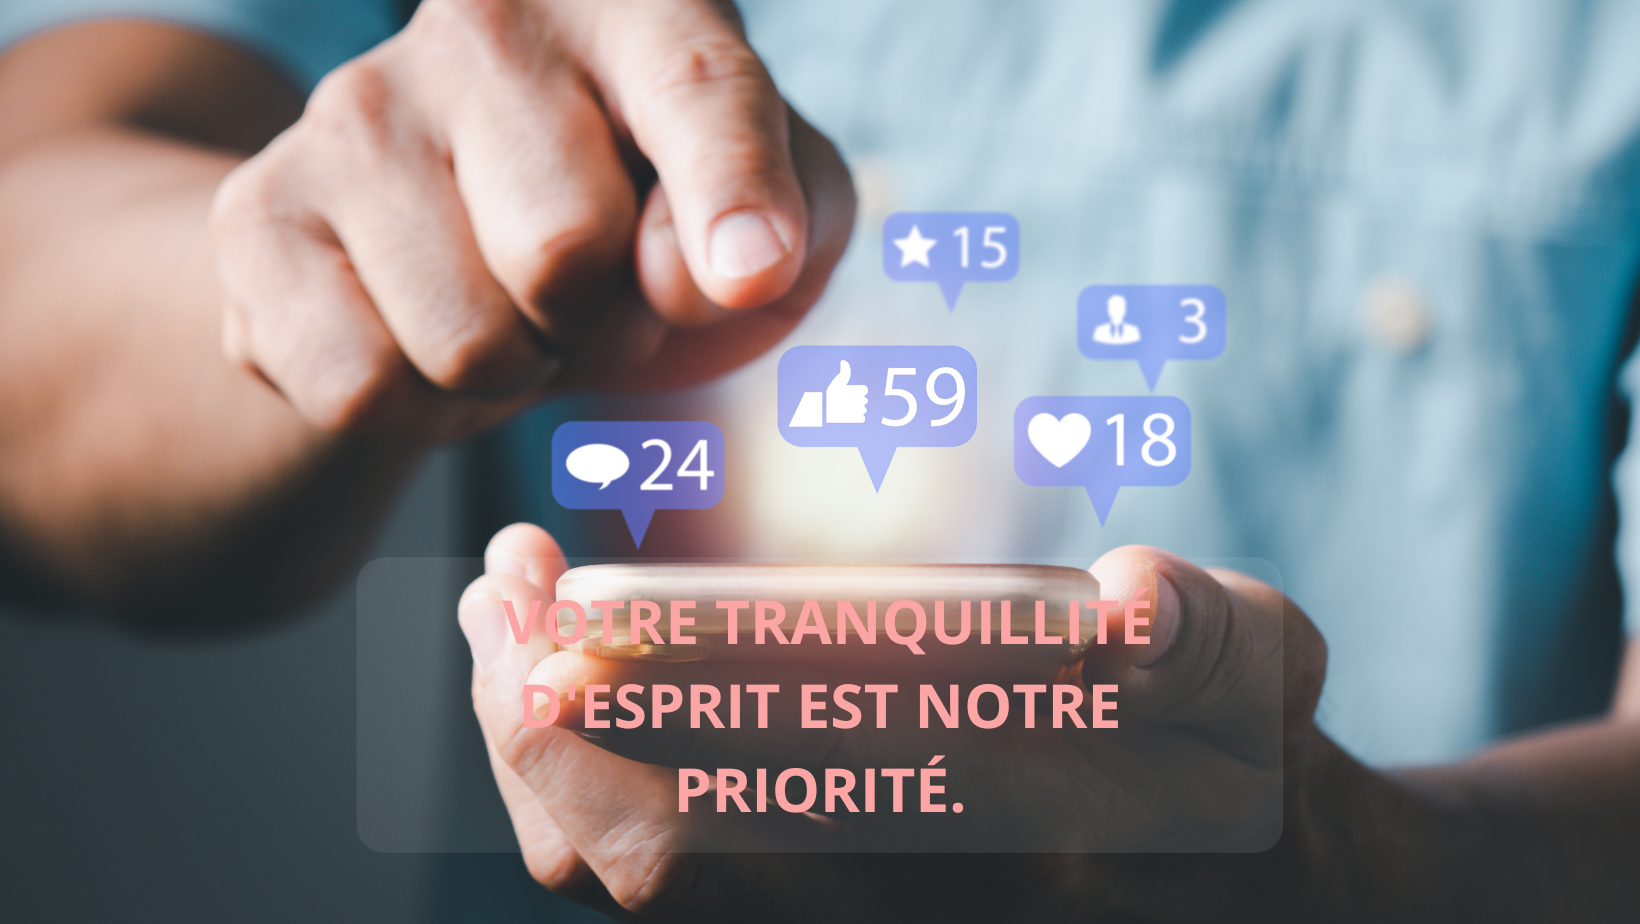 15
3
59
18
24
VOTRE TRANQUILLITÉ
D'ESPRIT EST NOTRE
PRIORITÉ.